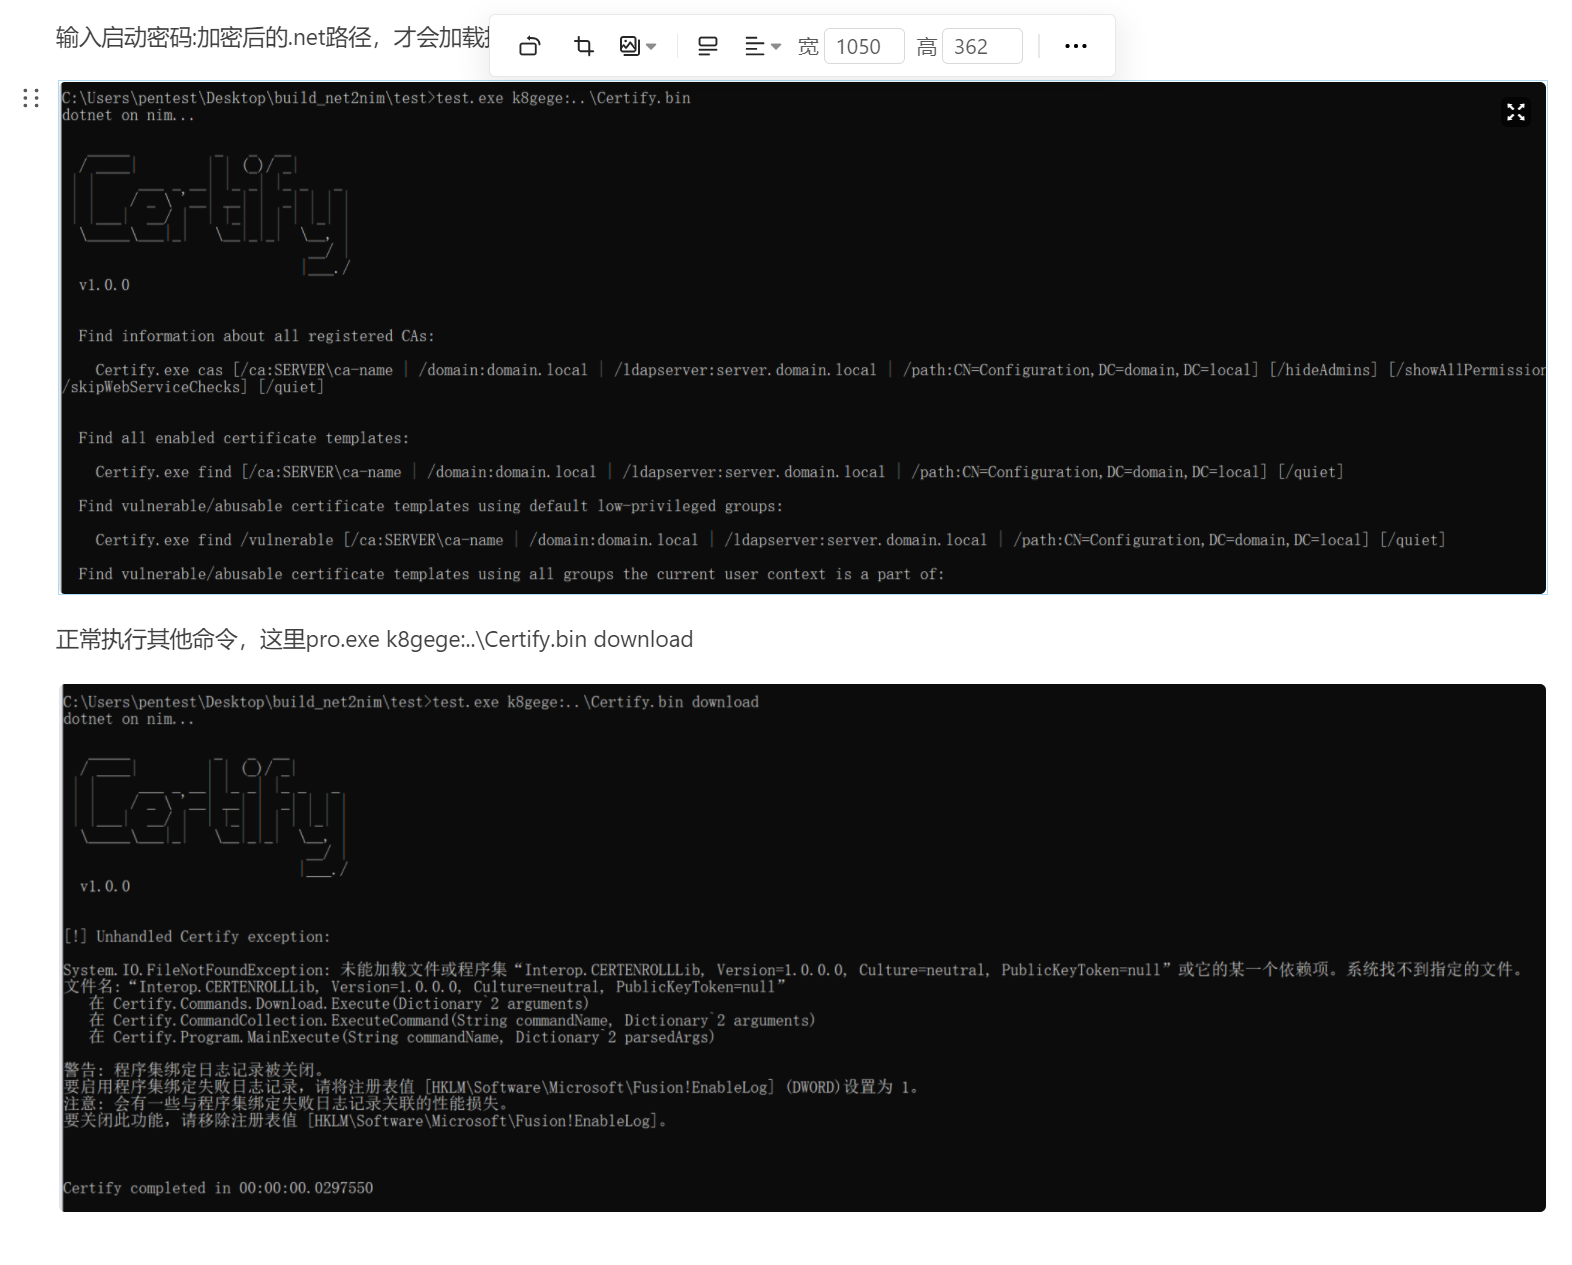 输入启动密码:加密后的.net路径，才会加载
宽 1050 高 362
C:\Users\pentest\Desktop\build_net2nim\test>test.exe k8gege:..\Certify.bin
dotnet on nim...
Certify
v1.0.0
Find information about all registered CAs:
Certify.exe cas [/ca:SERVER\ca-name | /domain:domain.local | /ldapserver:server.domain.local | /path:CN=Configuration,DC=domain,DC=local] [/hideAdmins] [/showAllPermission
/skipWebServiceChecks] [/quiet]
Find all enabled certificate templates:
Certify.exe find [/ca:SERVER\ca-name | /domain:domain.local | /ldapserver:server.domain.local | /path:CN=Configuration,DC=domain,DC=local] [/quiet]
Find vulnerable/abusable certificate templates using default low-privileged groups:
Certify.exe find /vulnerable [/ca:SERVER\ca-name | /domain:domain.local | /ldapserver:server.domain.local | /path:CN=Configuration,DC=domain,DC=local] [/quiet]
Find vulnerable/abusable certificate templates using all groups the current user context is a part of:
正常执行其他命令，这里pro.exe k8gege:..\Certify.bin download
C:\Users\pentest\Desktop\build_net2nim\test>test.exe k8gege:..\Certify.bin download
dotnet on nim...
Certify
v1.0.0
[!] Unhandled Certify exception:
System.IO.FileNotFoundException: 未能加载文件或程序集“Interop.CERTENROLLLib, Version=1.0.0.0, Culture=neutral, PublicKeyToken=null”或它的某一个依赖项。系统找不到指定的文件。
文件名:“Interop.CERTENROLLLib, Version=1.0.0.0, Culture=neutral, PublicKeyToken=null”
在 Certify.Commands.Download.Execute(Dictionary`2 arguments)
在 Certify.CommandCollection.ExecuteCommand(String commandName, Dictionary`2 arguments)
在 Certify.Program.MainExecute(String commandName, Dictionary`2 parsedArgs)
警告: 程序集绑定日志记录被关闭。
要启用程序集绑定失败日志记录，请将注册表值 [HKLM\Software\Microsoft\Fusion!EnableLog] (DWORD)设置为 1。
注意: 会有一些与程序集绑定失败日志记录关联的性能损失。
要关闭此功能，请移除注册表值 [HKLM\Software\Microsoft\Fusion!EnableLog]。
Certify completed in 00:00:00.0297550